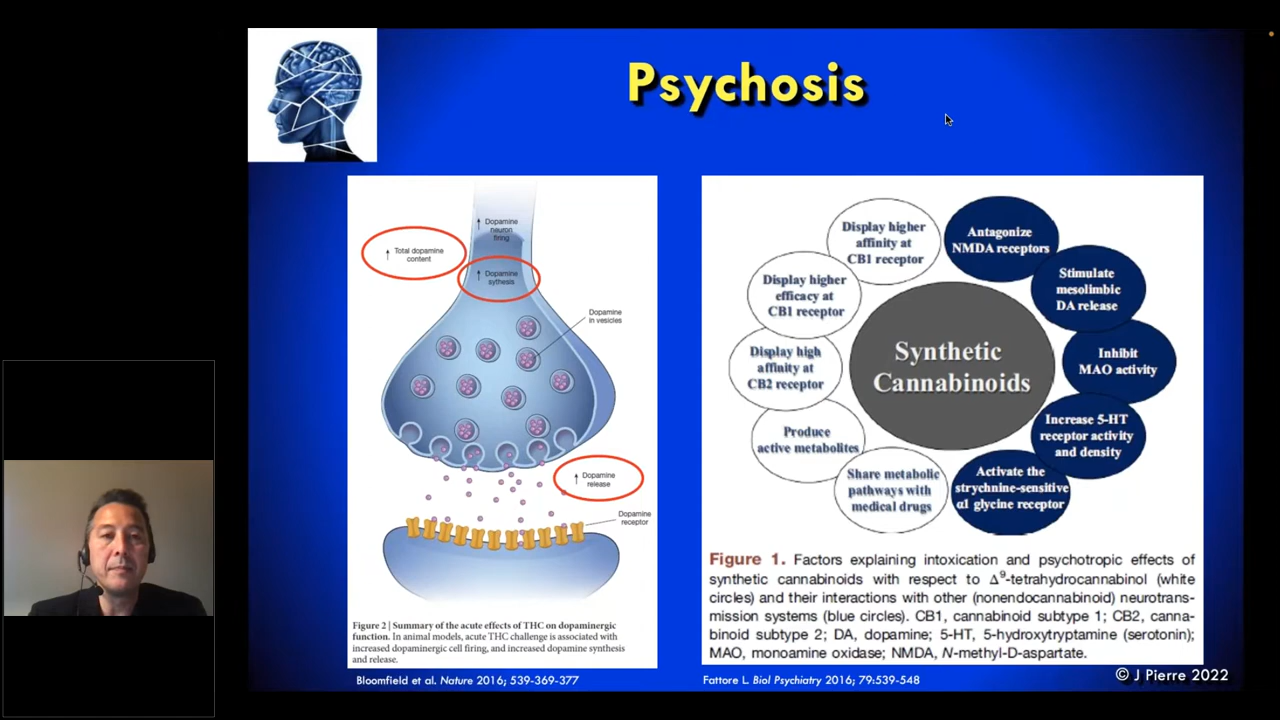 Psychosis
↑ Dopamine
neuron
firing
↑ Total dopamine
content
↑ Dopamine
sythesis
Dopamine
in vesicles
↑ Dopamine
release
Dopamine
receptor
Figure 2 | Summary of the acute effects of THC on dopaminergic
function. In animal models, acute THC challenge is associated with
increased dopaminergic cell firing, and increased dopamine synthesis
and release.
Bloomfield et al. Nature 2016; 539-369-377
Display higher
affinity at
CB1 receptor
Antagonize
NMDA receptors
Display higher
efficacy at
CB1 receptor
Stimulate
mesolimbic
DA release
Display high
affinity at
CB2 receptor
Synthetic
Cannabinoids
Inhibit
MAO activity
Produce
active metabolites
Increase 5-HT
receptor activity
and density
Share metabolic
pathways with
medical drugs
Activate the
strychnine-sensitive
α1 glycine receptor
Figure 1. Factors explaining intoxication and psychotropic effects of
synthetic cannabinoids with respect to Δ⁹-tetrahydrocannabinol (white
circles) and their interactions with other (nonendocannabinoid) neurotrans-
mission systems (blue circles). CB1, cannabinoid subtype 1; CB2, canna-
binoid subtype 2; DA, dopamine; 5-HT, 5-hydroxytryptamine (serotonin);
MAO, monoamine oxidase; NMDA, N-methyl-D-aspartate.
Fattore L. Biol Psychiatry 2016; 79:539-548
© J Pierre 2022